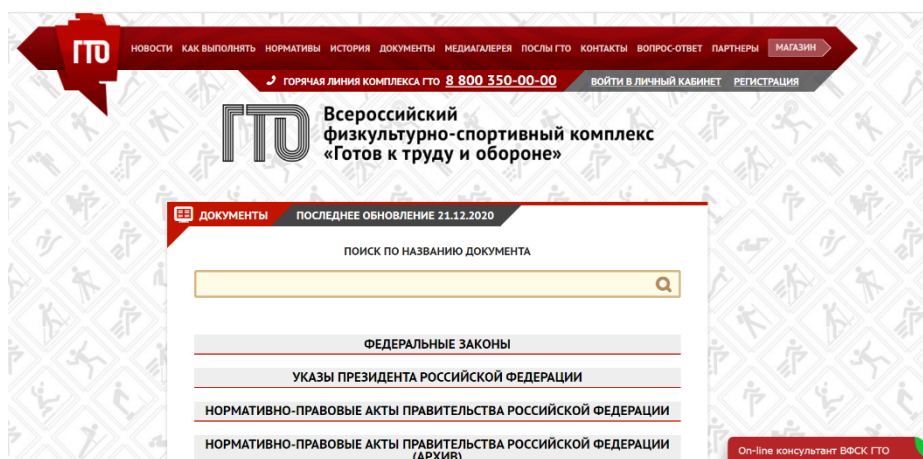 ГТО
НОВОСТИ КАК ВЫПОЛНЯТЬ НОРМАТИВЫ ИСТОРИЯ ДОКУМЕНТЫ МЕДИАГАЛЕРЕЯ ПОСЛЫ ГТО КОНТАКТЫ ВОПРОС-ОТВЕТ ПАРТНЕРЫ МАГАЗИН
ГОРЯЧАЯ ЛИНИЯ КОМПЛЕКСА ГТО 8 800 350-00-00 ВОЙТИ В ЛИЧНЫЙ КАБИНЕТ РЕГИСТРАЦИЯ
ГТО
Всероссийский
физкультурно-спортивный комплекс
«Готов к труду и обороне»
ДОКУМЕНТЫ ПОСЛЕДНЕЕ ОБНОВЛЕНИЕ 21.12.2020
ПОИСК ПО НАЗВАНИЮ ДОКУМЕНТА
ФЕДЕРАЛЬНЫЕ ЗАКОНЫ
УКАЗЫ ПРЕЗИДЕНТА РОССИЙСКОЙ ФЕДЕРАЦИИ
НОРМАТИВНО-ПРАВОВЫЕ АКТЫ ПРАВИТЕЛЬСТВА РОССИЙСКОЙ ФЕДЕРАЦИИ
НОРМАТИВНО-ПРАВОВЫЕ АКТЫ ПРАВИТЕЛЬСТВА РОССИЙСКОЙ ФЕДЕРАЦИИ
(АРХИВ)
On-line консультант ВФСК ГТО